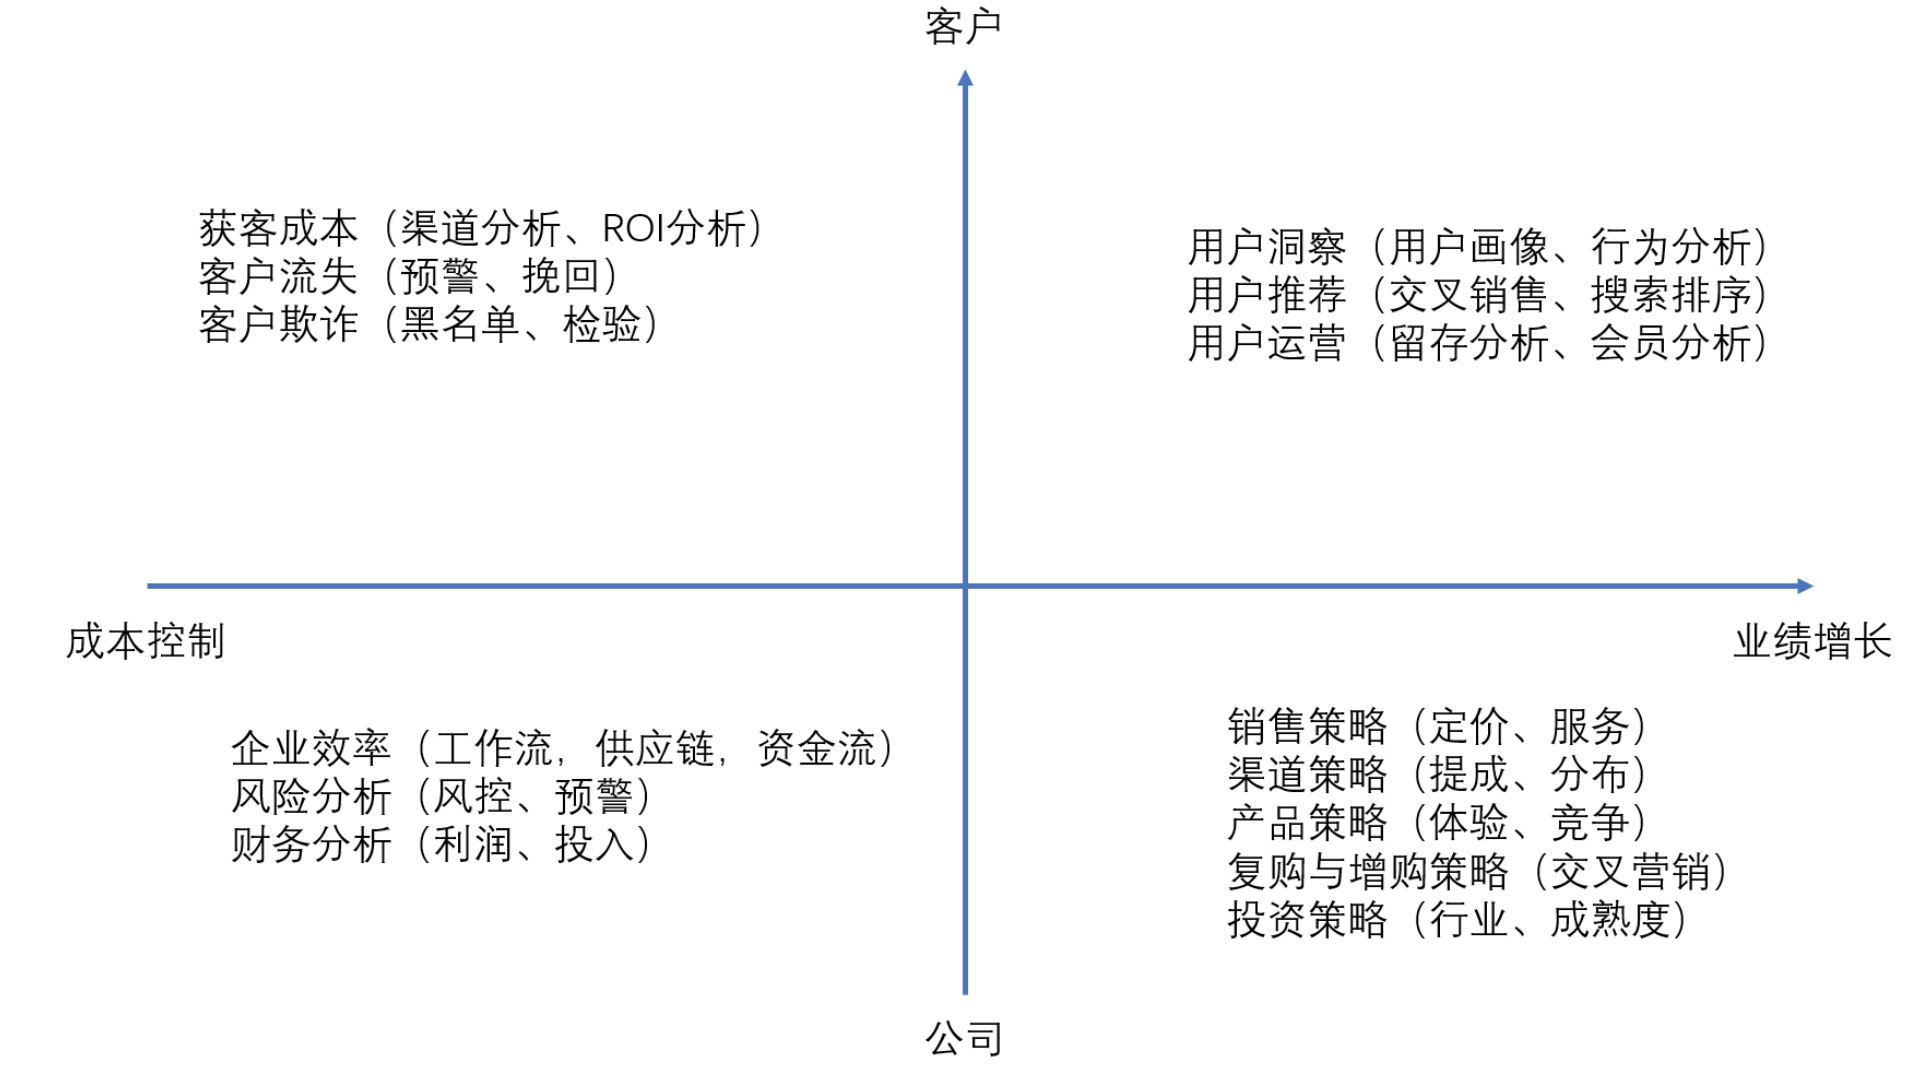 客户
获客成本（渠道分析、ROI分析）
客户流失（预警、挽回）
客户欺诈（黑名单、检验）
用户洞察（用户画像、行为分析）
用户推荐（交叉销售、搜索排序）
用户运营（留存分析、会员分析）
成本控制
业绩增长
企业效率（工作流，供应链，资金流）
风险分析（风控、预警）
财务分析（利润、投入）
销售策略（定价、服务）
渠道策略（提成、分布）
产品策略（体验、竞争）
复购与增购策略（交叉营销）
投资策略（行业、成熟度）
公司